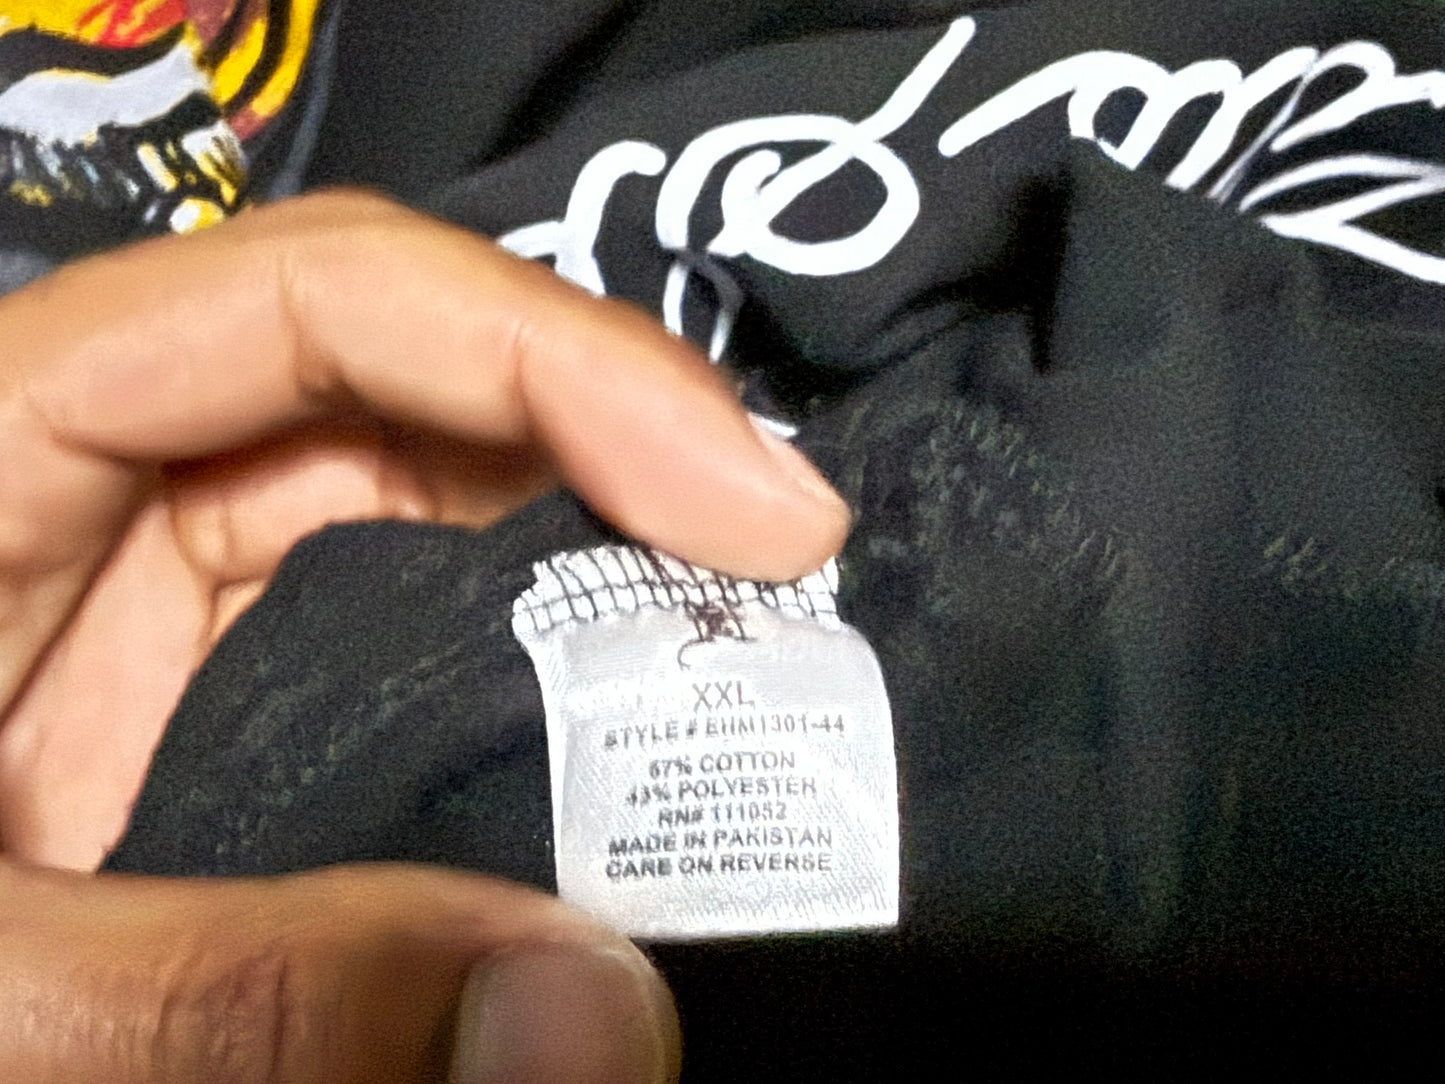 XXL
STYLE # EHM1301-44
57% COTTON
43% POLYESTER
RN# 111052
MADE IN PAKISTAN
CARE ON REVERSE